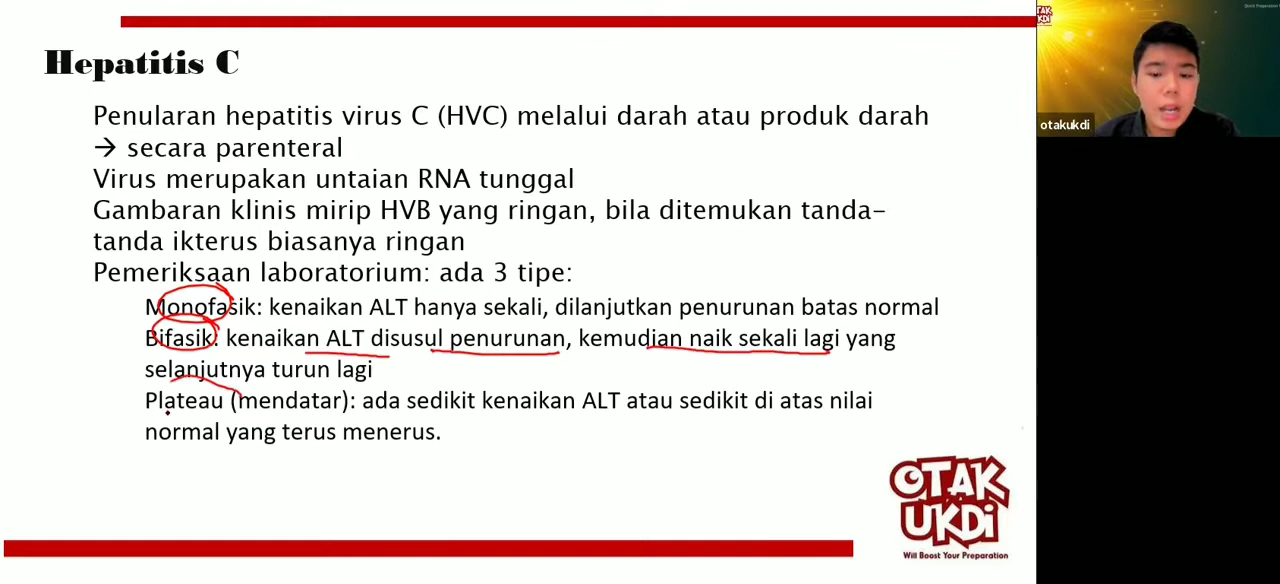 Hepatitis C
Penularan hepatitis virus C (HVC) melalui darah atau produk darah
→ secara parenteral
Virus merupakan untaian RNA tunggal
Gambaran klinis mirip HVB yang ringan, bila ditemukan tanda-
tanda ikterus biasanya ringan
Pemeriksaan laboratorium: ada 3 tipe:
Monofasik: kenaikan ALT hanya sekali, dilanjutkan penurunan batas normal
Bifasik: kenaikan ALT disusul penurunan, kemudian naik sekali lagi yang
selanjutnya turun lagi
Plateau (mendatar): ada sedikit kenaikan ALT atau sedikit di atas nilai
normal yang terus menerus.
OTAK
UKDi
Will Boost Your Preparation
otakukdi